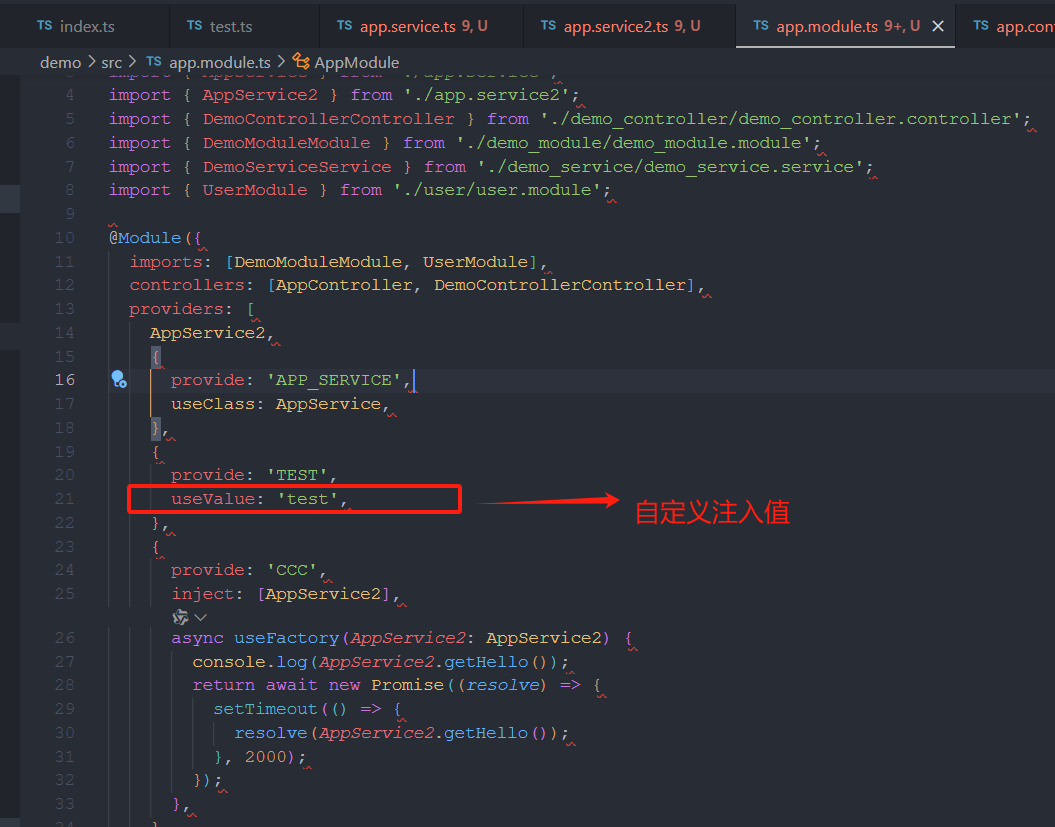 TS index.ts TS test.ts TS app.service.ts 9, U TS app.service2.ts 9, U TS app.module.ts 9+, U × TS app.con
demo > src > TS app.module.ts > AppModule
3 import { AppService } from './app.service';
4 import { AppService2 } from './app.service2';
5 import { DemoControllerController } from './demo_controller/demo_controller.controller';
6 import { DemoModuleModule } from './demo_module/demo_module.module';
7 import { DemoServiceService } from './demo_service/demo_service.service';
8 import { UserModule } from './user/user.module';
9
10 @Module({
11 imports: [DemoModuleModule, UserModule],
12 controllers: [AppController, DemoControllerController],
13 providers: [
14 AppService2,
15 {
16 provide: 'APP_SERVICE',
17 useClass: AppService,
18 },
19 {
20 provide: 'TEST',
21 useValue: 'test', 自定义注入值
22 },
23 {
24 provide: 'CCC',
25 inject: [AppService2],
26 async useFactory(AppService2: AppService2) {
27 console.log(AppService2.getHello());
28 return await new Promise((resolve) => {
29 setTimeout(() => {
30 resolve(AppService2.getHello());
31 }, 2000);
32 });
33 },
34 }